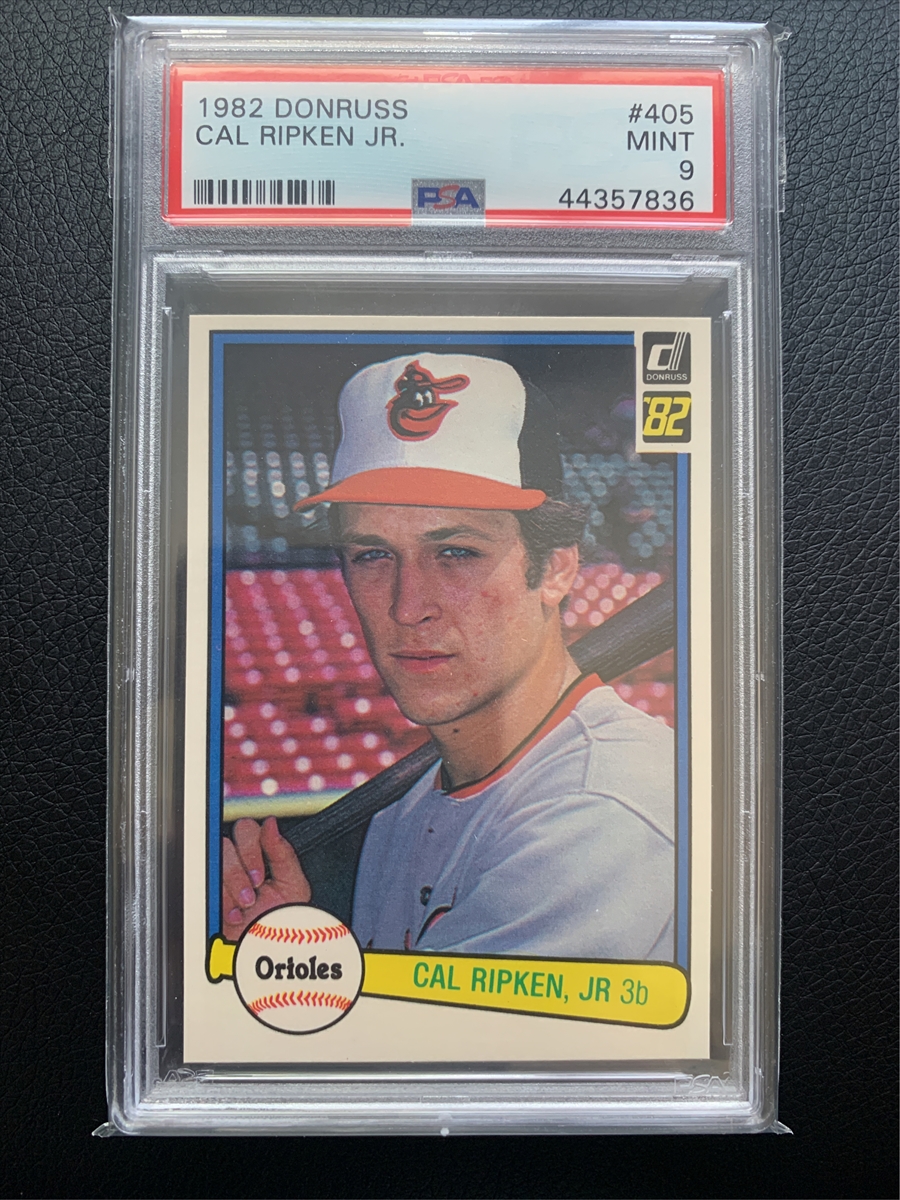 1982 DONRUSS
#405
CAL RIPKEN JR.
MINT
9
PSA
44357836
DONRUSS
'82
Orioles
CAL RIPKEN, JR 3b